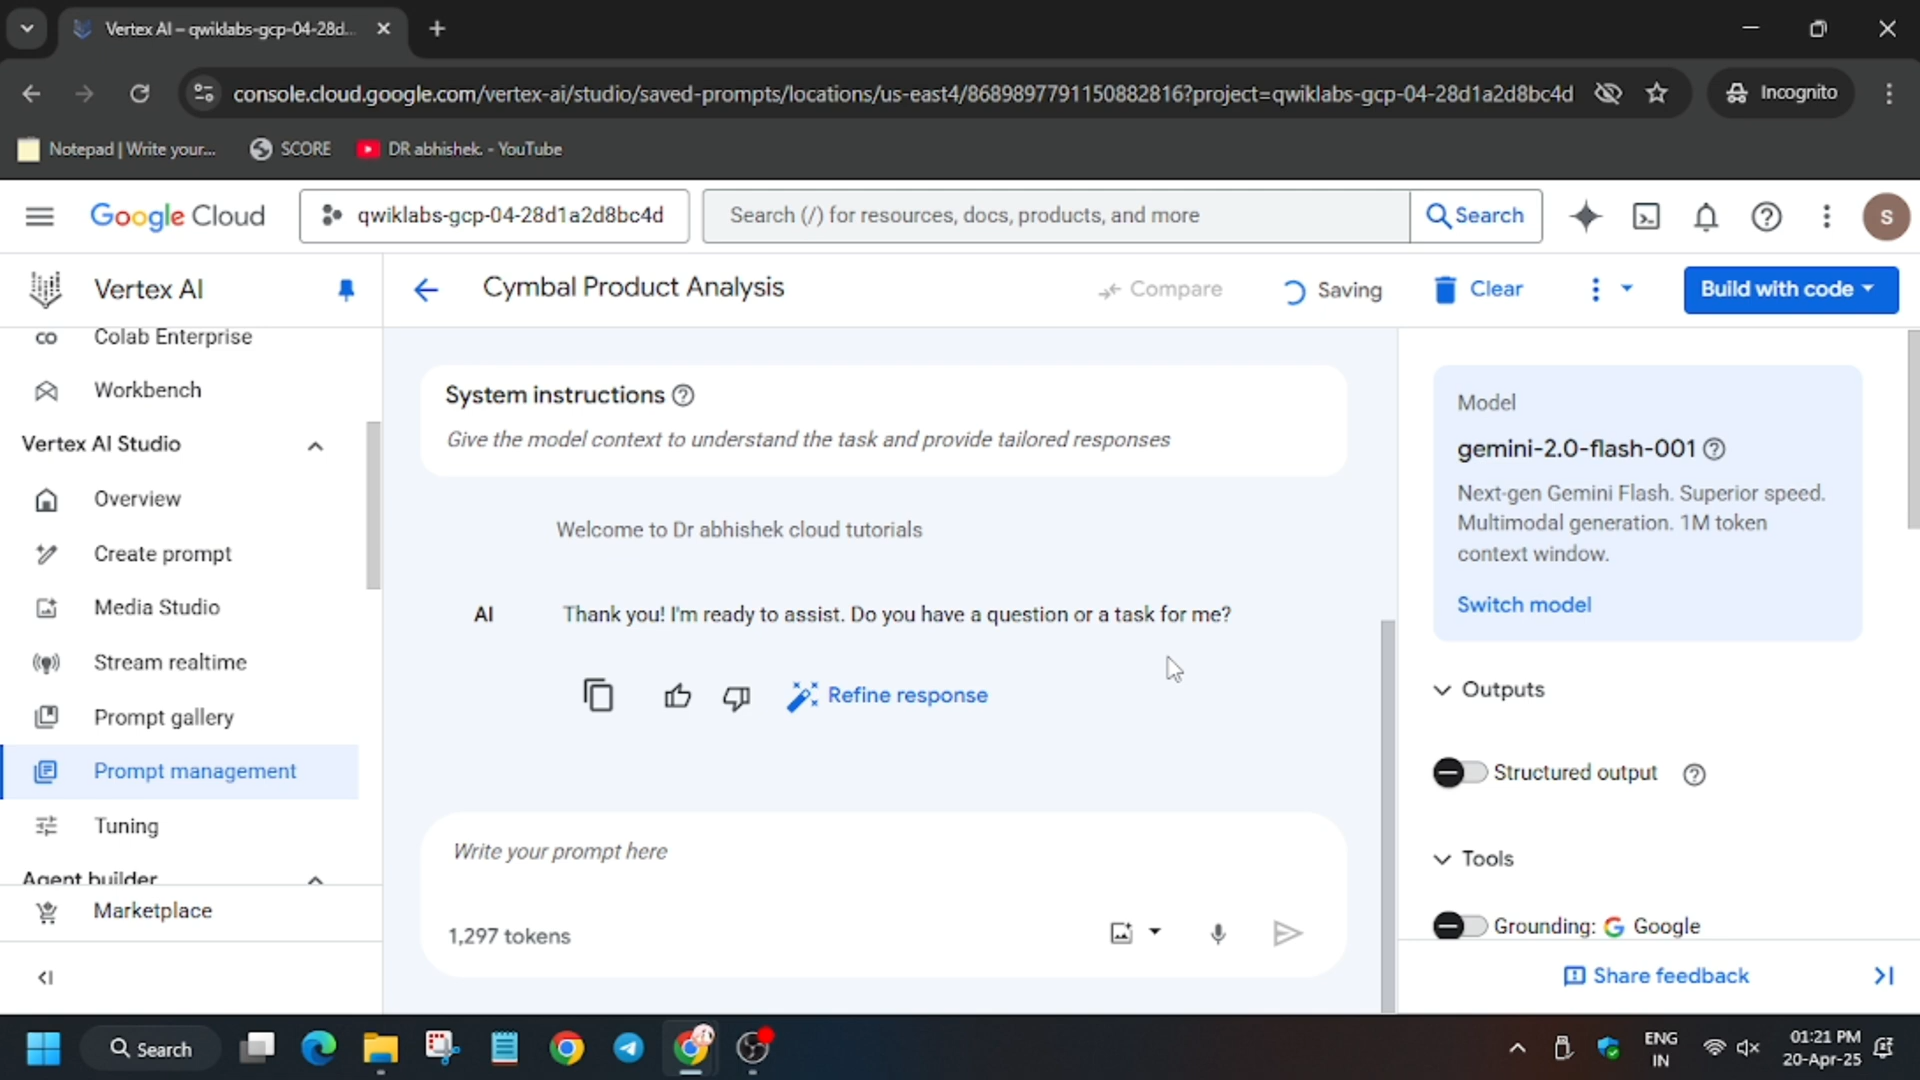 Vertex AI – qwiklabs-gcp-04-28d...
console.cloud.google.com/vertex-ai/studio/saved-prompts/locations/us-east4/8689897791150882816?project=qwiklabs-gcp-04-28d1a2d8bc4d
Incognito
Notepad | Write your...
SCORE
DR abhishek. - YouTube
Google Cloud
qwiklabs-gcp-04-28d1a2d8bc4d
Search (/) for resources, docs, products, and more
Search
S
Vertex AI
Cymbal Product Analysis
Compare
Saving
Clear
Build with code
Colab Enterprise
Workbench
Vertex AI Studio
Overview
Create prompt
Media Studio
Stream realtime
Prompt gallery
Prompt management
Tuning
Agent builder
Marketplace
System instructions
Give the model context to understand the task and provide tailored responses
Welcome to Dr abhishek cloud tutorials
AI
Thank you! I'm ready to assist. Do you have a question or a task for me?
Refine response
Write your prompt here
1,297 tokens
Model
gemini-2.0-flash-001
Next-gen Gemini Flash. Superior speed.
Multimodal generation. 1M token
context window.
Switch model
Outputs
Structured output
Tools
Grounding: Google
Share feedback
Search
ENG
IN
01:21 PM
20-Apr-25